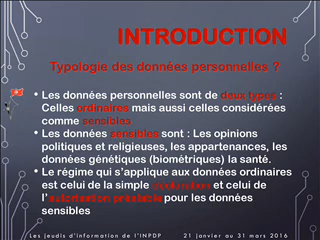 INTRODUCTION
Typologie des données personnelles ?
• Les données personnelles sont de deux types :
Celles ordinaires mais aussi celles considérées
comme sensibles
• Les données sensibles sont : Les opinions
politiques et religieuses, les appartenances, les
données génétiques (biométriques) la santé.
• Le régime qui s'applique aux données ordinaires
est celui de la simple déclaration et celui de
l'autorisation préalable pour les données
sensibles
Les jeudis d'information de l'INPDP 21 janvier au 31 mars 2016